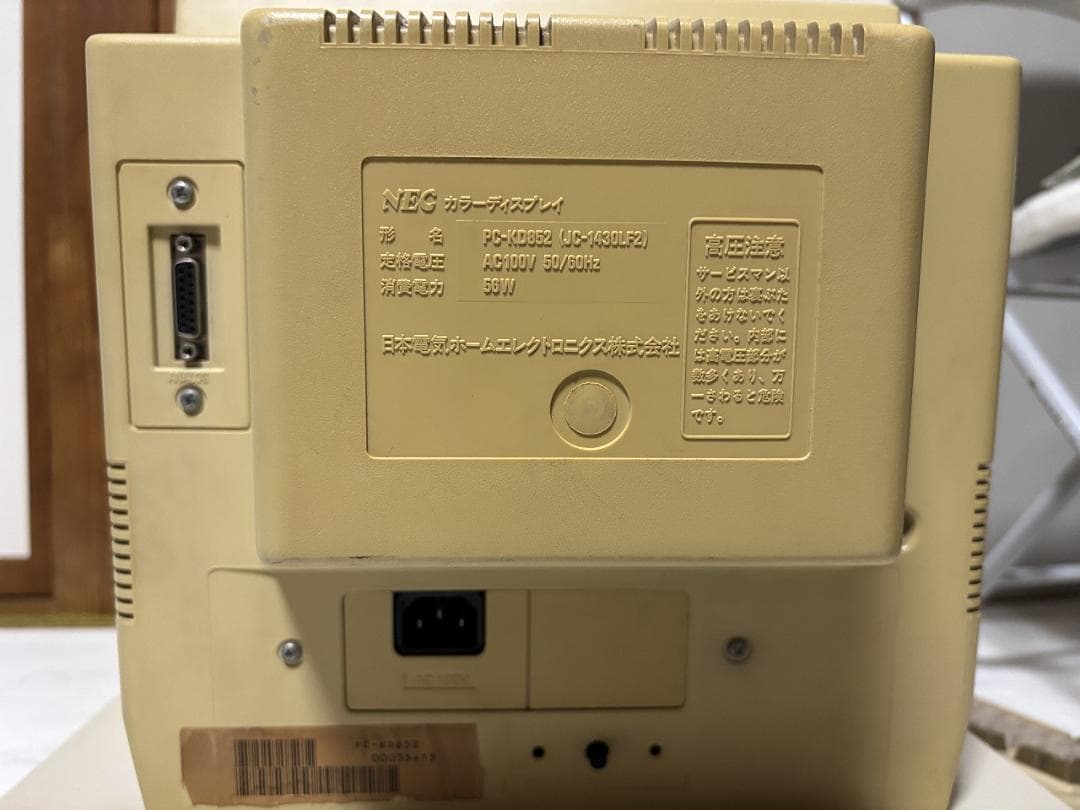 NEC カラーディスプレイ
形 名 PC-KD852 (JC-1430LF2)
定格電圧 AC100V 50/60Hz
消費電力 56W
日本電気ホームエレクトロニクス株式会社
高圧注意
サービスマン以
外の方は裏ぶた
をあけないでく
ださい。内部に
は高電圧部分が
数多くあり、万
一さわると危険
です。
ANALOG
AC 100V
PC-KD852